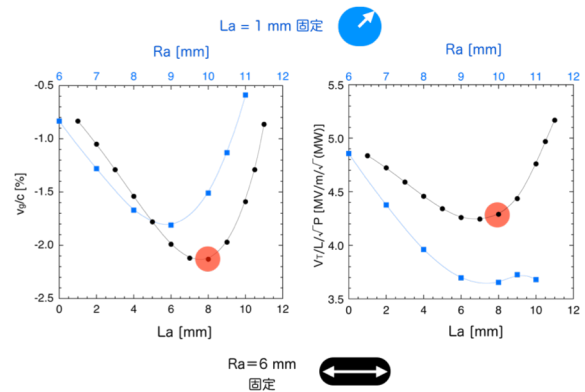 La = 1 mm 固定
Ra [mm]
Ra [mm]
6 7 8 9 10 11 12
6 7 8 9 10 11 12
-0.5
-1.0
-1.5
-2.0
-2.5
vg/c [%]
5.5
5.0
4.5
4.0
3.5
VT/L/√P [MV/m/√(MW)]
0 2 4 6 8 10 12
0 2 4 6 8 10 12
La [mm]
La [mm]
Ra=6 mm
固定